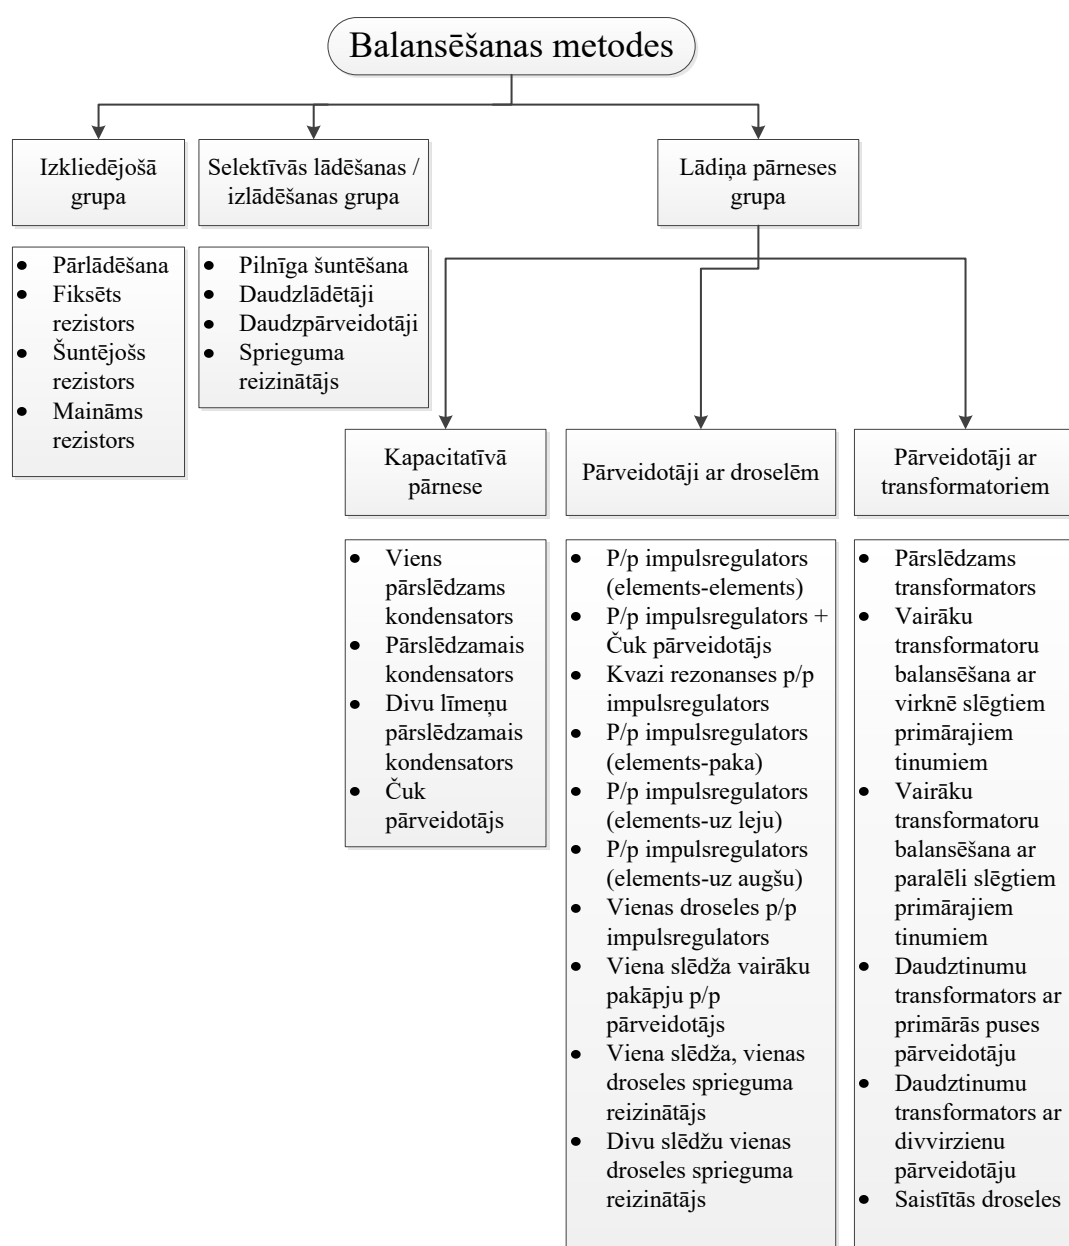 Balansēšanas metodes
Izkliedējošā
grupa
Selektīvās lādēšanas /
izlādēšanas grupa
Lādiņa pārneses
grupa
• Pārlādēšana
• Fiksēts
rezistors
• Šuntējošs
rezistors
• Maināms
rezistors
• Pilnīga šuntēšana
• Daudzlādētāji
• Daudzpārveidotāji
• Sprieguma
reizinātājs
Kapacitatīvā
pārnese
Pārveidotāji ar droselēm
Pārveidotāji ar
transformatoriem
• Viens
pārslēdzams
kondensators
• Pārslēdzamais
kondensators
• Divu līmeņu
pārslēdzamais
kondensators
• Čuk
pārveidotājs
• P/p impulsregulators
(elements-elements)
• P/p impulsregulators +
Čuk pārveidotājs
• Kvazi rezonanses p/p
impulsregulators
• P/p impulsregulators
(elements-paka)
• P/p impulsregulators
(elements-uz leju)
• P/p impulsregulators
(elements-uz augšu)
• Vienas droseles p/p
impulsregulators
• Viena slēdža vairāku
pakāpju p/p
pārveidotājs
• Viena slēdža, vienas
droseles sprieguma
reizinātājs
• Divu slēdžu vienas
droseles sprieguma
reizinātājs
• Pārslēdzams
transformators
• Vairāku
transformatoru
balansēšana ar
virknē slēgtiem
primārajiem
tinumiem
• Vairāku
transformatoru
balansēšana ar
paralēli slēgtiem
primārajiem
tinumiem
• Daudztinumu
transformators ar
primārās puses
pārveidotāju
• Daudztinumu
transformators ar
divvirzienu
pārveidotāju
• Saistītās droseles